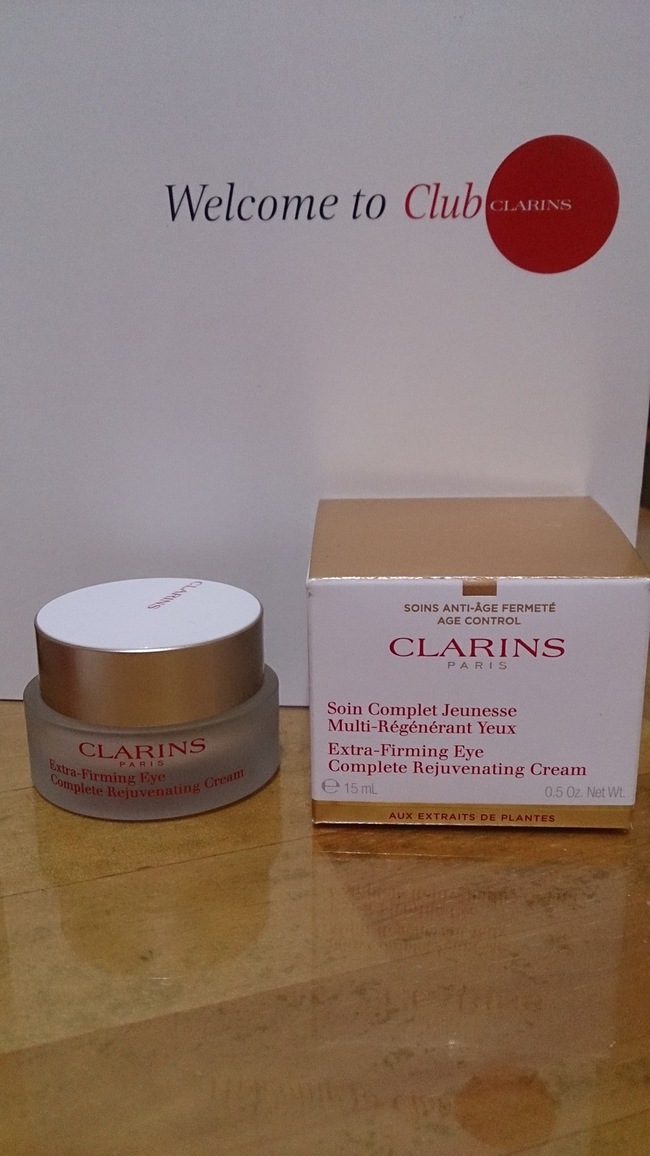 Welcome to Club CLARINS
CLARINS
CLARINS
PARIS
Extra-Firming Eye
Complete Rejuvenating Cream
SOINS ANTI-ÂGE FERMETÉ
AGE CONTROL
CLARINS
PARIS
Soin Complet Jeunesse
Multi-Régénérant Yeux
Extra-Firming Eye
Complete Rejuvenating Cream
℮ 15 mL 0.5 Oz. Net Wt.
AUX EXTRAITS DE PLANTES